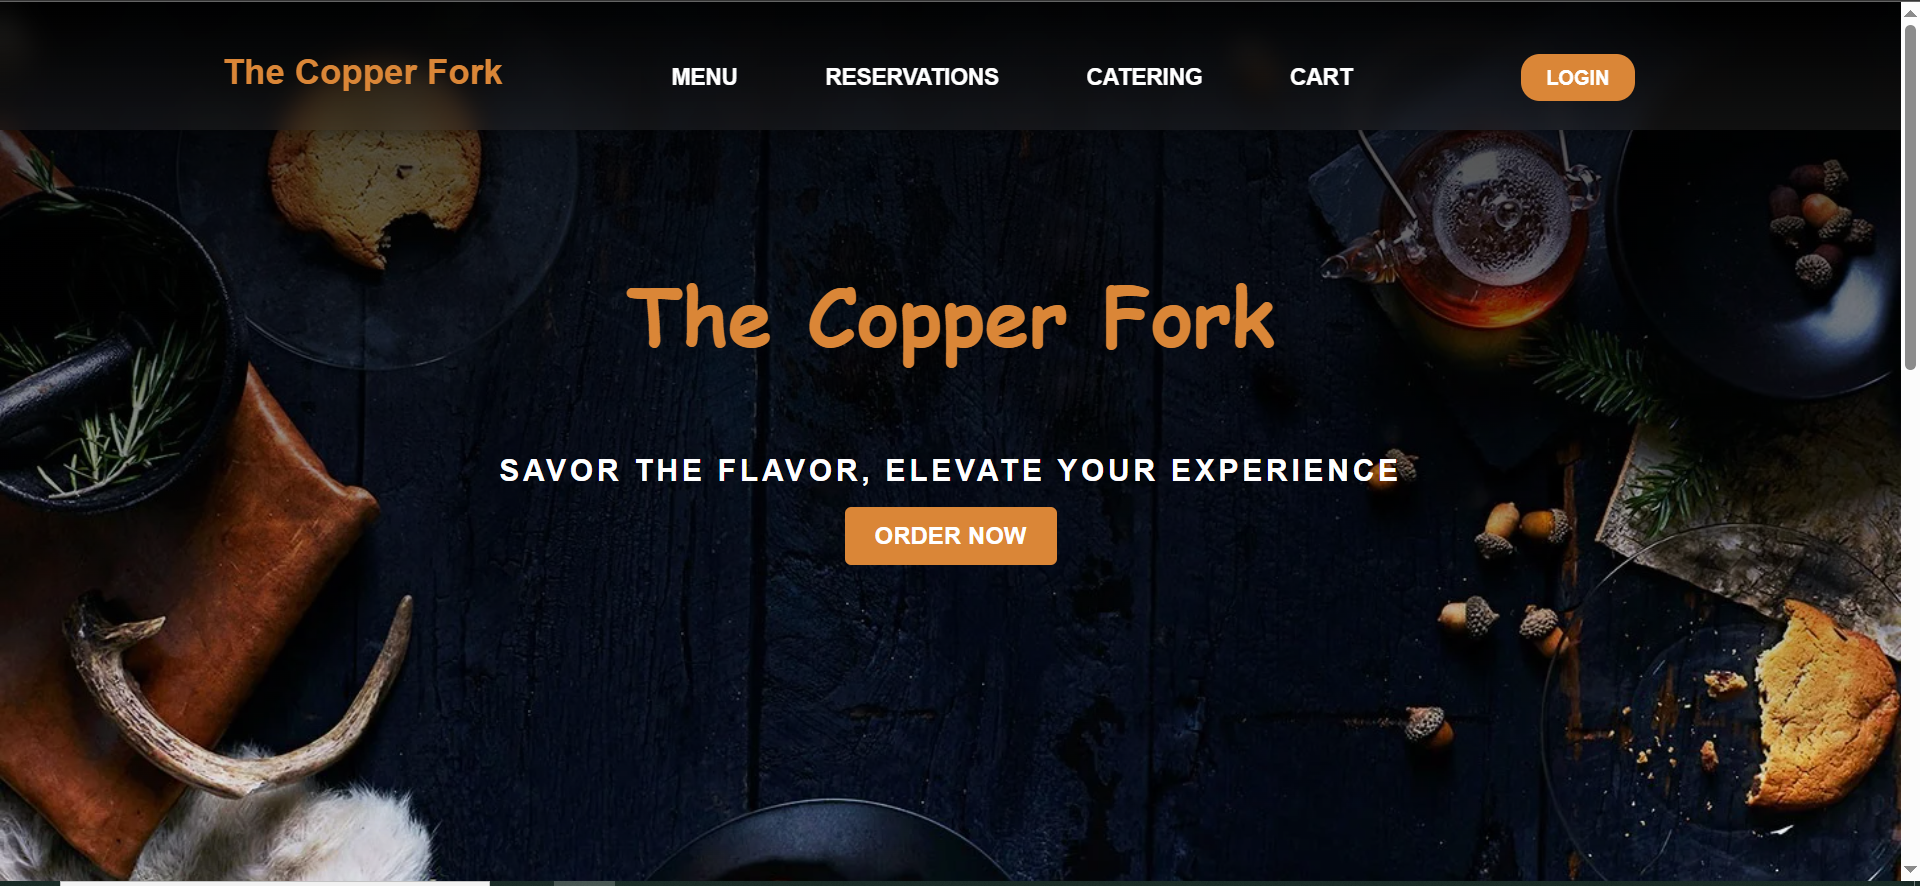 The Copper Fork
MENU
RESERVATIONS
CATERING
CART
LOGIN
The Copper Fork
SAVOR THE FLAVOR, ELEVATE YOUR EXPERIENCE
ORDER NOW